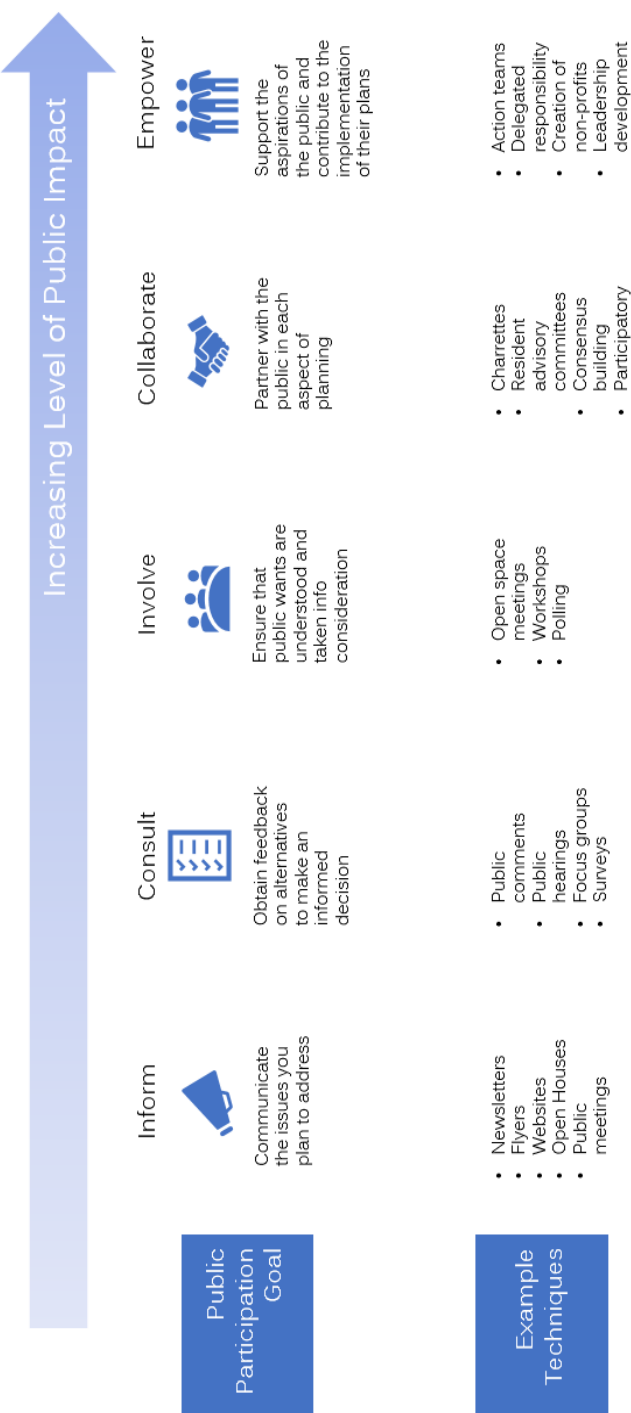 Increasing Level of Public Impact
Inform
Consult
Involve
Collaborate
Empower
Public
Participation
Goal
Communicate
the issues you
plan to address
Obtain feedback
on alternatives
to make an
informed
decision
Ensure that
public wants are
understood and
taken info
consideration
Partner with the
public in each
aspect of
planning
Support the
aspirations of
the public and
contribute to the
implementation
of their plans
Example
Techniques
• Newsletters
• Flyers
• Websites
• Open Houses
• Public
meetings
• Public
comments
• Public
hearings
• Focus groups
• Surveys
• Open space
meetings
• Workshops
• Polling
• Charrettes
• Resident
advisory
committees
• Consensus
building
• Participatory
• Action teams
• Delegated
responsibility
• Creation of
non-profits
• Leadership
development